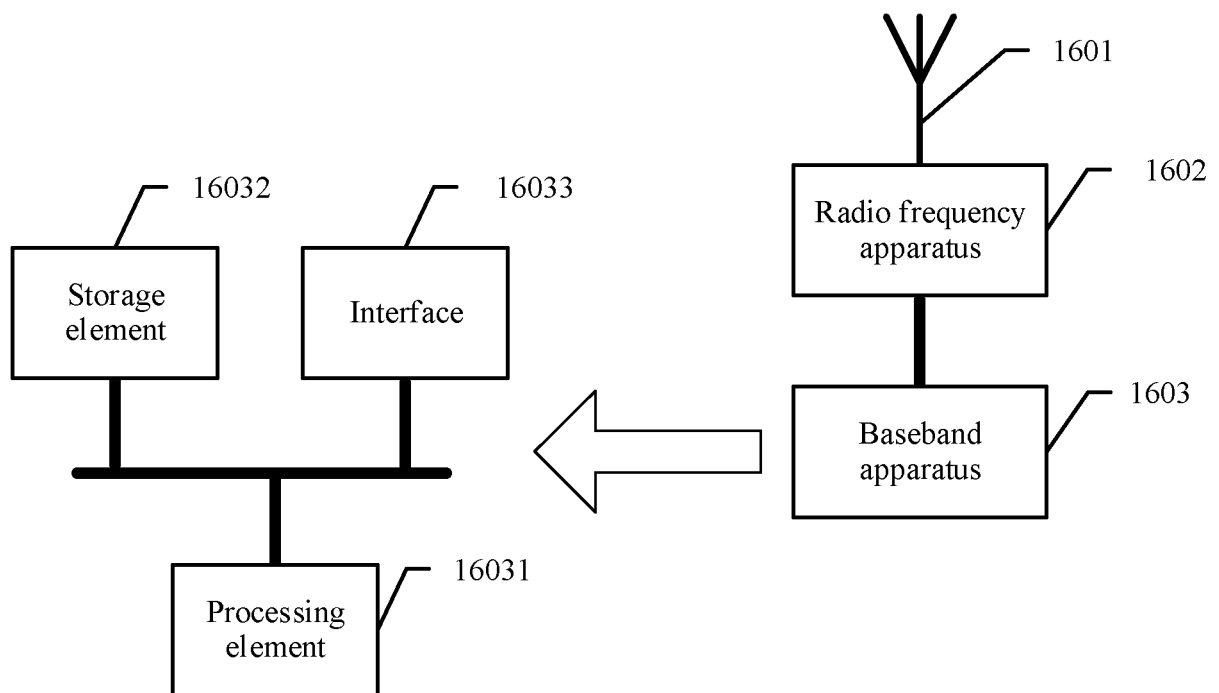 1601
1602
Radio frequency
apparatus
16032
16033
Storage
element
Interface
1603
Baseband
apparatus
16031
Processing
element